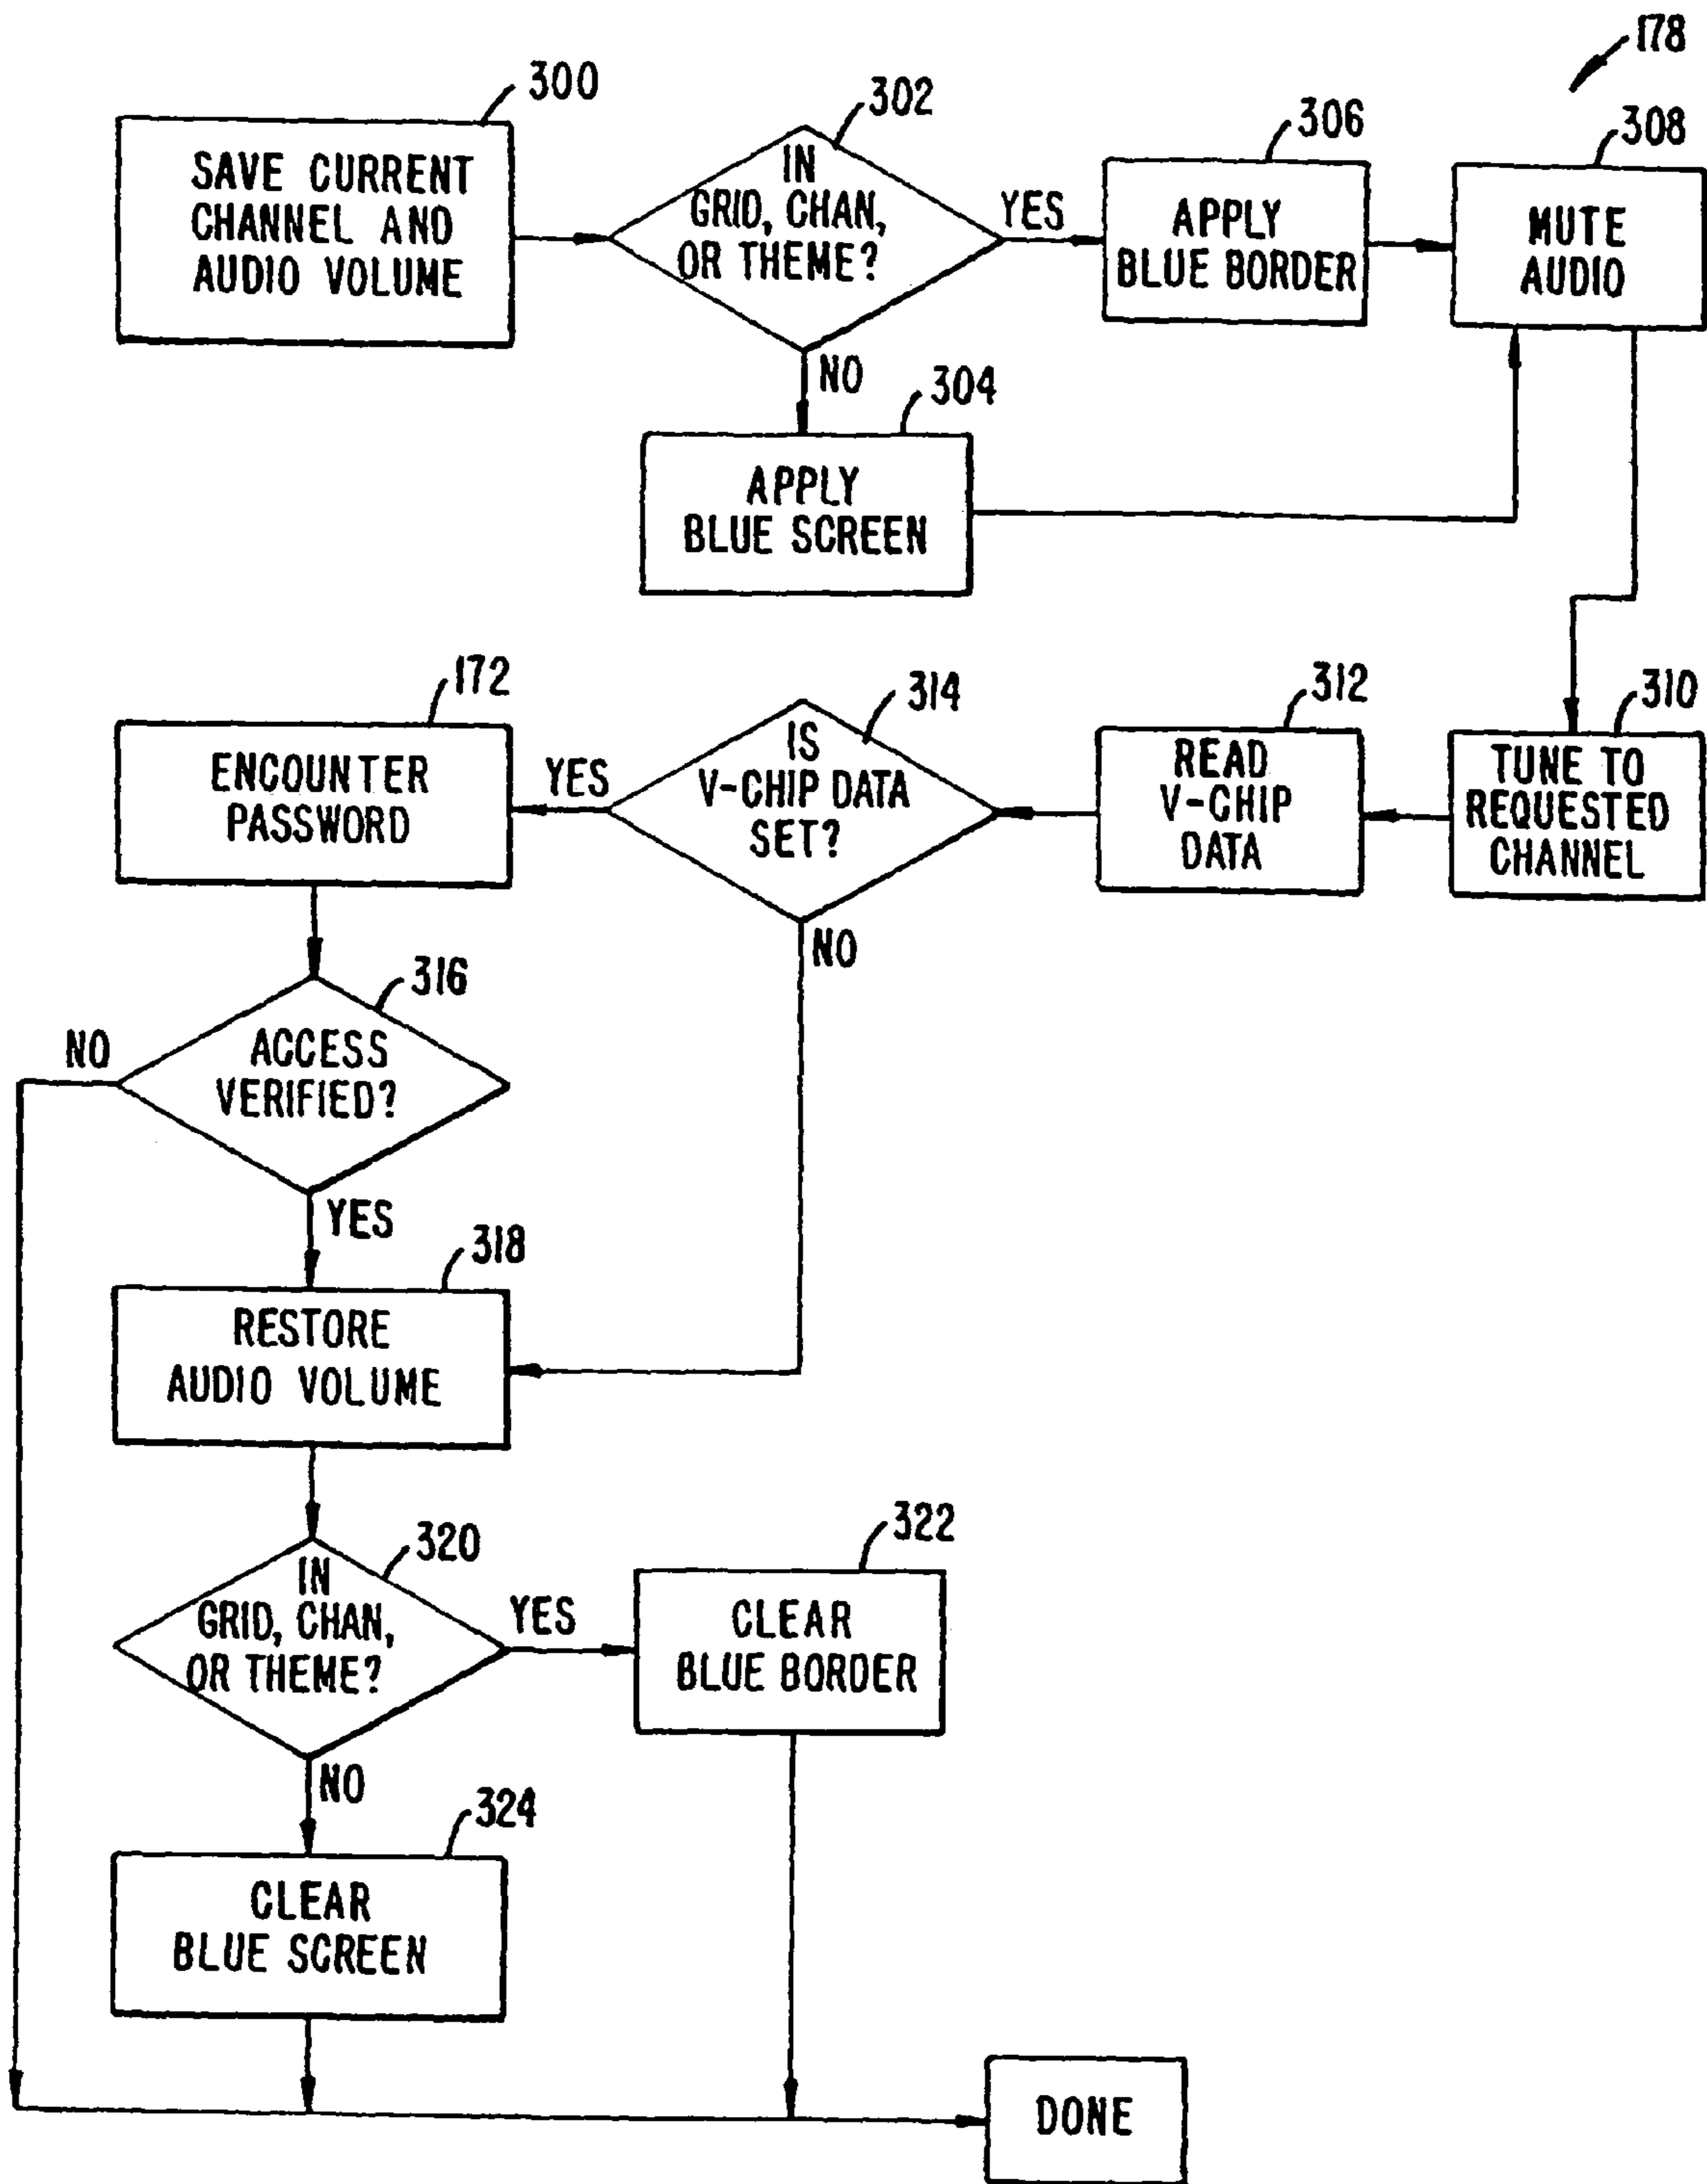 178
300
SAVE CURRENT
CHANNEL AND
AUDIO VOLUME
302
IN
GRID, CHAN,
OR THEME?
YES
306
APPLY
BLUE BORDER
308
MUTE
AUDIO
NO
304
APPLY
BLUE SCREEN
172
ENCOUNTER
PASSWORD
YES
314
IS
V-CHIP DATA
SET?
312
READ
V-CHIP
DATA
310
TUNE TO
REQUESTED
CHANNEL
NO
316
NO
ACCESS
VERIFIED?
YES
318
RESTORE
AUDIO VOLUME
320
IN
GRID, CHAN,
OR THEME?
YES
322
CLEAR
BLUE BORDER
NO
324
CLEAR
BLUE SCREEN
DONE